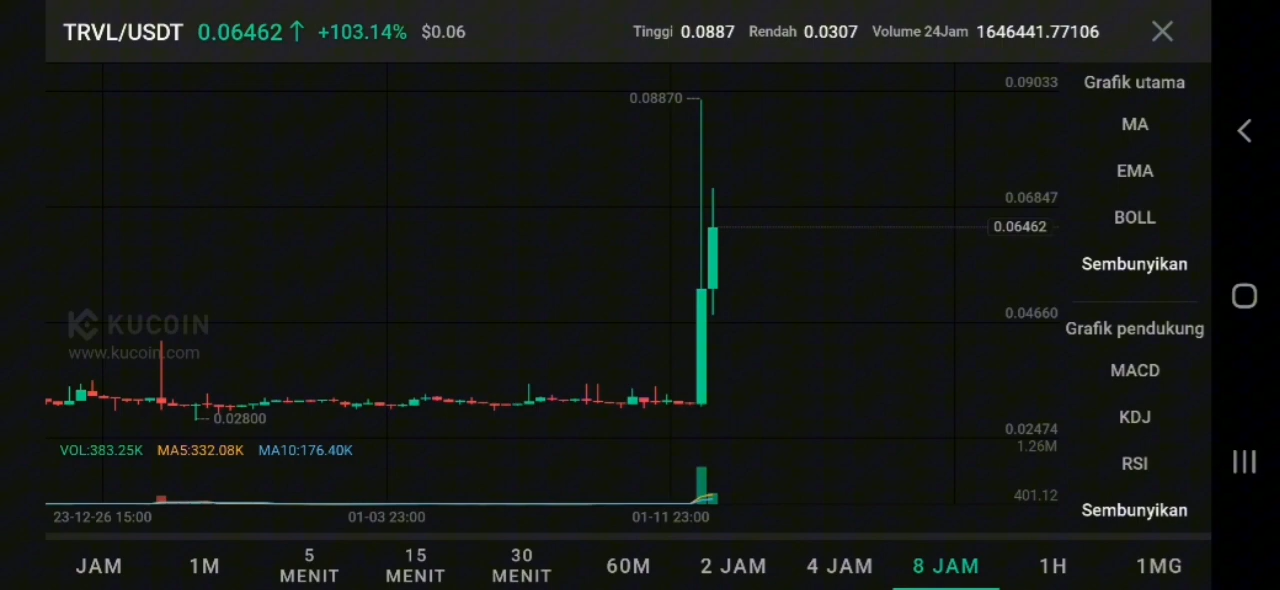 TRVL/USDT 0.06462↑ +103.14% $0.06 Tinggi 0.0887 Rendah 0.0307 Volume 24Jam 1646441.77106
0.09033
0.08870
0.06847
0.06462
0.04660
0.02800
0.02474
KUCOIN
www.kucoin.com
VOL:383.25K MA5:332.08K MA10:176.40K
1.26M
401.12
23-12-26 15:00 01-03 23:00 01-11 23:00
Grafik utama
MA
EMA
BOLL
Sembunyikan
Grafik pendukung
MACD
KDJ
RSI
Sembunyikan
JAM
1M
5
MENIT
15
MENIT
30
MENIT
60M
2 JAM
4 JAM
8 JAM
1H
1MG